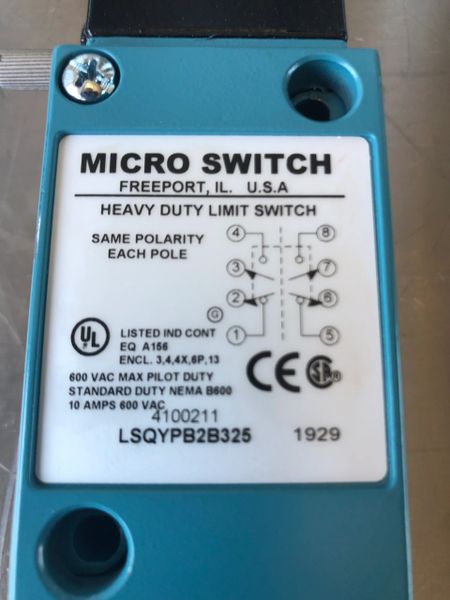 MICRO SWITCH
FREEPORT, IL. U.S.A
HEAVY DUTY LIMIT SWITCH
SAME POLARITY
EACH POLE
4 8
3 7
2 6
G
1 5
UL
LISTED IND CONT
EQ A156
ENCL. 3,4,4X,6P,13
CE SA
600 VAC MAX PILOT DUTY
STANDARD DUTY NEMA B600
10 AMPS 600 VAC
4100211
LSQYPB2B325 1929